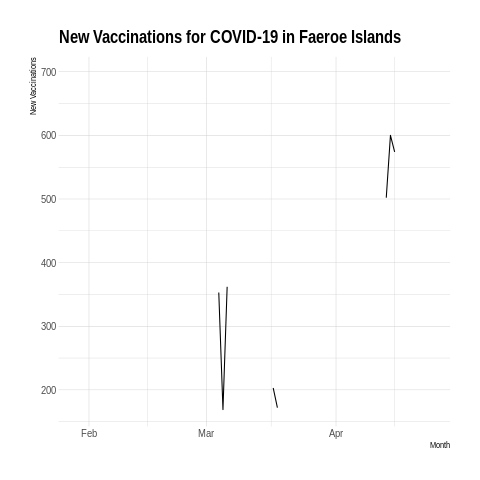 New Vaccinations for COVID-19 in Faeroe Islands
New Vaccinations
700
600
500
400
300
200
Feb Mar Apr
Month